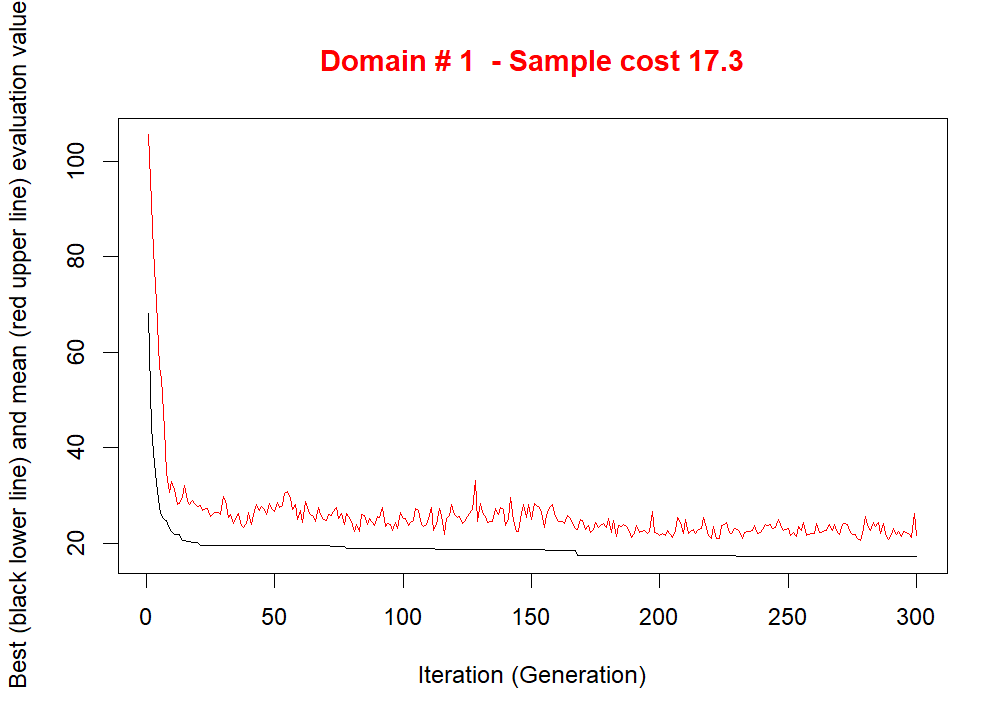 Domain # 1  - Sample cost 17.3
Best (black lower line) and mean (red upper line) evaluation value
100
80
60
40
20
0 50 100 150 200 250 300
Iteration (Generation)